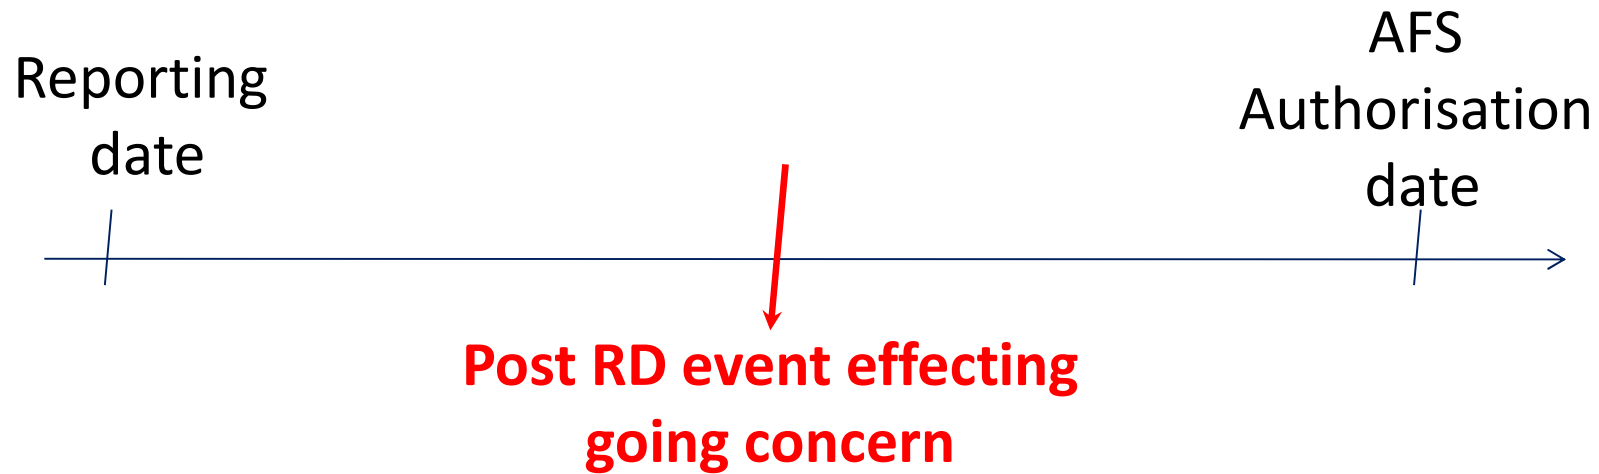 Reporting
date
AFS
Authorisation
date
Post RD event effecting
going concern